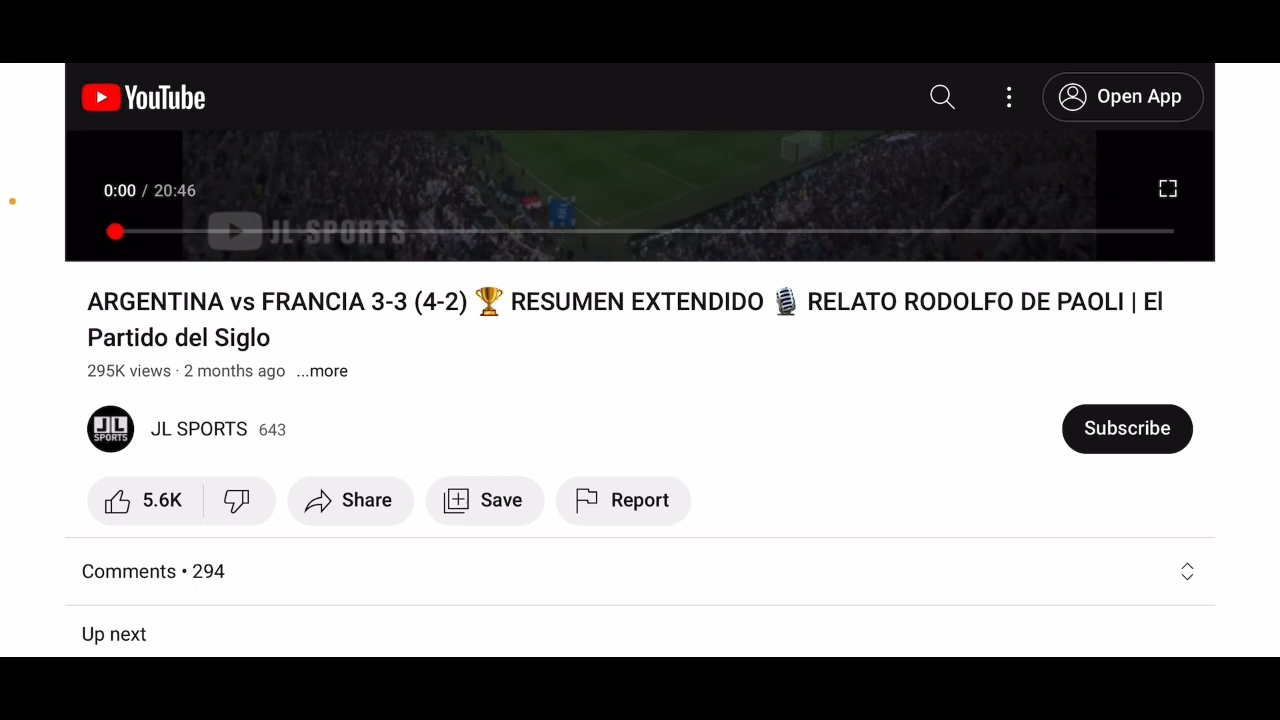 YouTube
Open App
0:00 / 20:46
JL SPORTS
ARGENTINA vs FRANCIA 3-3 (4-2) 🏆 RESUMEN EXTENDIDO 🎙️ RELATO RODOLFO DE PAOLI | El
Partido del Siglo
295K views · 2 months ago ...more
JL SPORTS
JL SPORTS 643
Subscribe
5.6K
Share
Save
Report
Comments • 294
Up next